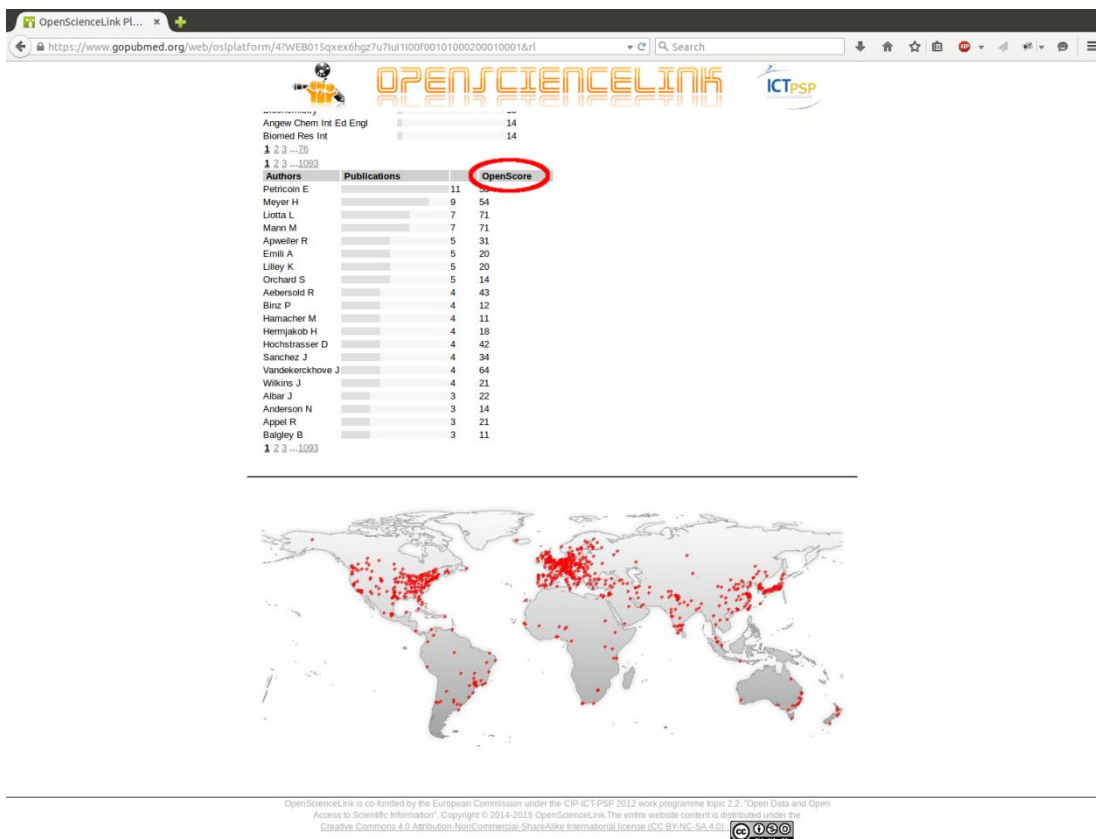 OpenScienceLink Pl...
https://www.gopubmed.org/web/oslplatform/4?WEB015qxex6hgz7u7IuI1I00f00101000200010001&rl
Search
ABP
OPENSCIENCELINK
ICTPSP
Angew Chem Int Ed Engl 14
Biomed Res Int 14
1 2 3 ...76
1 2 3 ...1093
Authors Publications OpenScore
Petricoin E 11
Meyer H 9 54
Liotta L 7 71
Mann M 7 71
Apweiler R 5 31
Emili A 5 20
Lilley K 5 20
Orchard S 5 14
Aebersold R 4 43
Binz P 4 12
Hamacher M 4 11
Hermjakob H 4 18
Hochstrasser D 4 42
Sanchez J 4 34
Vandekerckhove J 4 64
Wilkins J 4 21
Albar J 3 22
Anderson N 3 14
Appel R 3 21
Balgley B 3 11
1 2 3 ...1093
OpenScienceLink is co-funded by the European Commission under the CIP-ICT-PSP 2012 work programme topic 2.2: "Open Data and Open
Access to Scientific Information". Copyright © 2014-2015 OpenScienceLink.The entire website content is distributed under the
Creative Commons 4.0 Attribution-NonCommercial-ShareAlike International license (CC BY-NC-SA 4.0) .